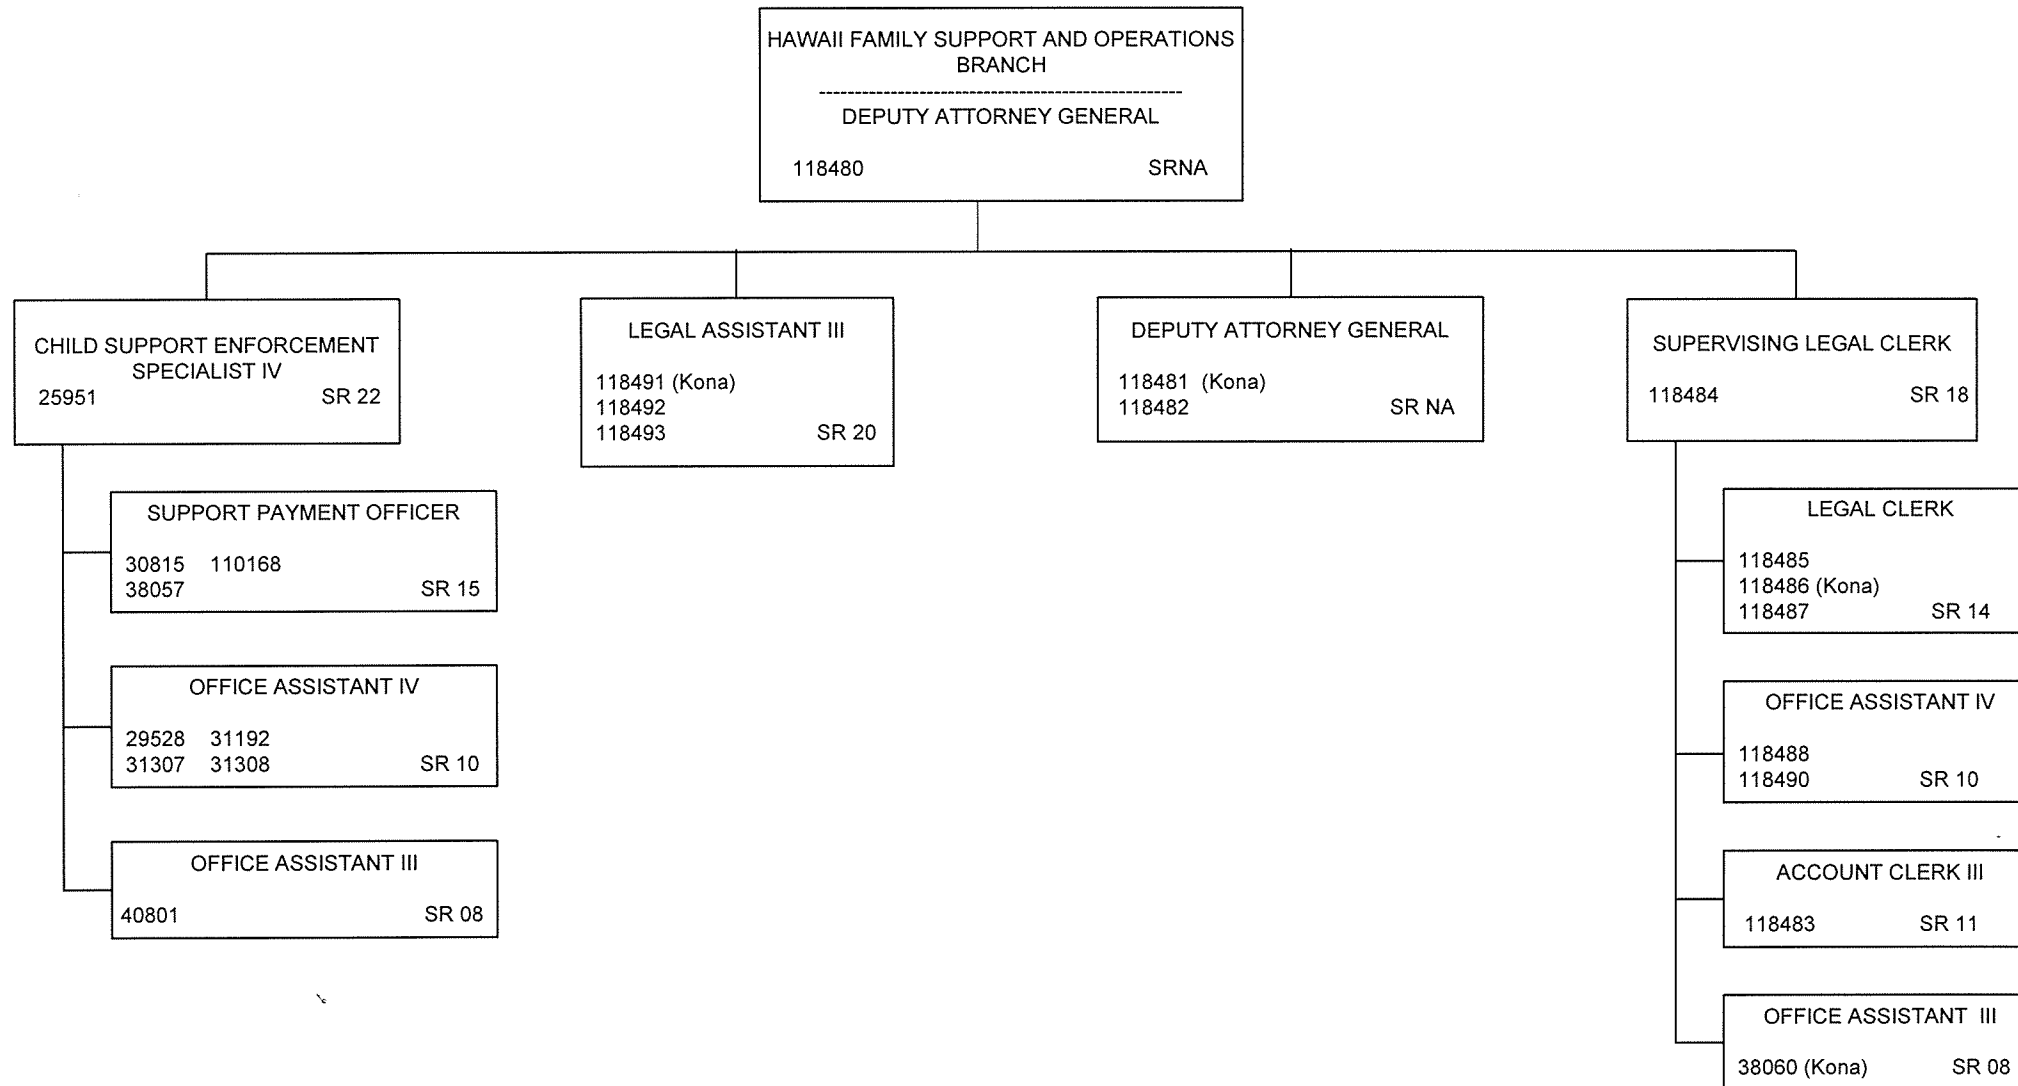 HAWAII FAMILY SUPPORT AND OPERATIONS
BRANCH
---------------------------------------------------
DEPUTY ATTORNEY GENERAL
118480 SRNA
CHILD SUPPORT ENFORCEMENT
SPECIALIST IV
25951 SR 22
SUPPORT PAYMENT OFFICER
30815 110168
38057 SR 15
OFFICE ASSISTANT IV
29528 31192
31307 31308 SR 10
OFFICE ASSISTANT III
40801 SR 08
LEGAL ASSISTANT III
118491 (Kona)
118492
118493 SR 20
DEPUTY ATTORNEY GENERAL
118481 (Kona)
118482 SR NA
SUPERVISING LEGAL CLERK
118484 SR 18
LEGAL CLERK
118485
118486 (Kona)
118487 SR 14
OFFICE ASSISTANT IV
118488
118490 SR 10
ACCOUNT CLERK III
118483 SR 11
OFFICE ASSISTANT III
38060 (Kona) SR 08